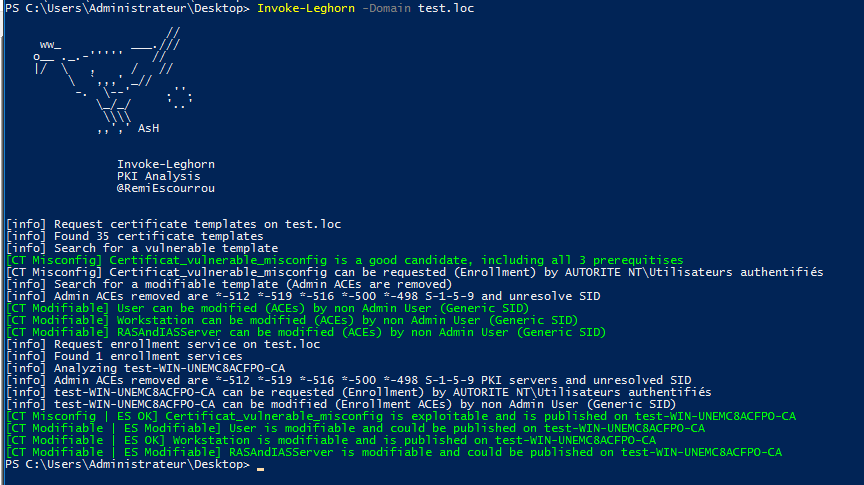 PS C:\Users\Administrateur\Desktop> Invoke-Leghorn -Domain test.loc
                        //
     ww_          ___.///
    o__ ._.-'''''    //
    |/  \   ,     /   //
         \  `,,,' _//
          -.  \--'     .''.
             \_/_/     '..'
              \\\\
             ,,',' AsH
Invoke-Leghorn
PKI Analysis
@RemiEscourrou
[info] Request certificate templates on test.loc
[info] Found 35 certificate templates
[info] Search for a vulnerable template
[CT Misconfig] Certificat_vulnerable_misconfig is a good candidate, including all 3 prerequitises
[CT Misconfig] Certificat_vulnerable_misconfig can be requested (Enrollment) by AUTORITE NT\Utilisateurs authentifiés
[info] Search for a modifiable template (Admin ACEs are removed)
[info] Admin ACEs removed are *-512 *-519 *-516 *-500 *-498 S-1-5-9 and unresolve SID
[CT Modifiable] User can be modified (ACEs) by non Admin User (Generic SID)
[CT Modifiable] Workstation can be modified (ACEs) by non Admin User (Generic SID)
[CT Modifiable] RASAndIASServer can be modified (ACEs) by non Admin User (Generic SID)
[info] Request enrollment service on test.loc
[info] Found 1 enrollment services
[info] Analyzing test-WIN-UNEMC8ACFPO-CA
[info] Admin ACEs removed are *-512 *-519 *-516 *-500 *-498 S-1-5-9 PKI servers and unresolved SID
[info] test-WIN-UNEMC8ACFPO-CA can be requested (Enrollment) by AUTORITE NT\Utilisateurs authentifiés
[info] test-WIN-UNEMC8ACFPO-CA can be modified (Enrollment ACEs) by non Admin User (Generic SID)
[CT Misconfig | ES OK] Certificat_vulnerable_misconfig is exploitable and is published on test-WIN-UNEMC8ACFPO-CA
[CT Modifiable | ES Modifiable] User is modifiable and could be published on test-WIN-UNEMC8ACFPO-CA
[CT Modifiable | ES OK] Workstation is modifiable and is published on test-WIN-UNEMC8ACFPO-CA
[CT Modifiable | ES Modifiable] RASAndIASServer is modifiable and could be published on test-WIN-UNEMC8ACFPO-CA
PS C:\Users\Administrateur\Desktop> _